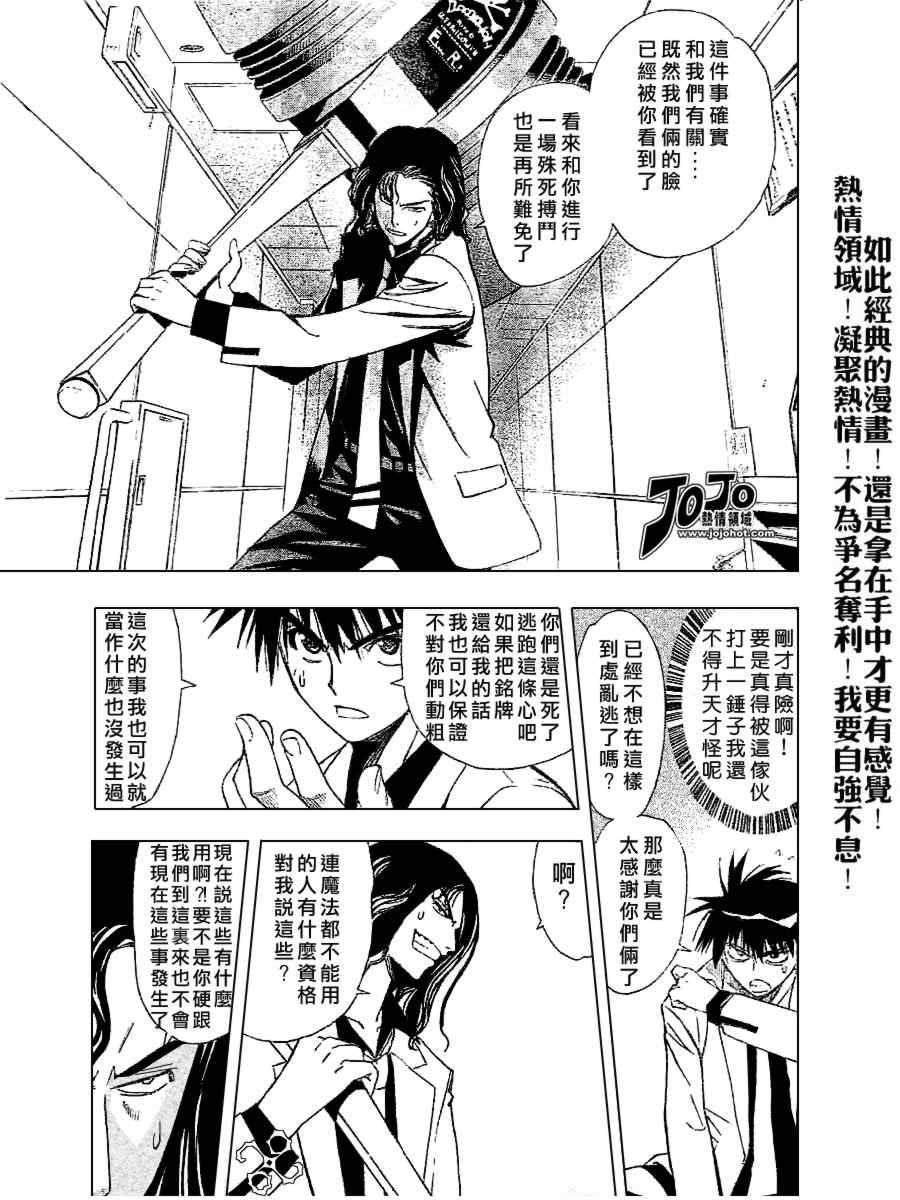 這件事確實
和我們有關…
既然我們倆的臉
已經被你看到了
看來和你進行
一場殊死搏鬥
也是再所難免了
JOJO
熱情領域
www.jojohot.com
如此經典的漫畫！還是拿在手中才更有感覺！
熱情領域！凝聚熱情！不為爭名奪利！我要自強不息！
剛才真險啊！
要是真得被這傢伙
打上一錘子我還
不得升天才怪呢
已經不想在這樣
到處亂逃了嗎？
那麼真是
太感謝你們倆了
你們還是死了
逃跑這條心吧
如果把銘牌
還給我的話
我也可以保證
不對你們動粗
這次的事我也可以就
當作什麼也沒發生過
啊？
連魔法都不能用
的人有什麼資格
對我說這些？
現在說這些有什麼
用啊?!要不是你硬跟
我們到這裏來也不會
有現在這些事發生了